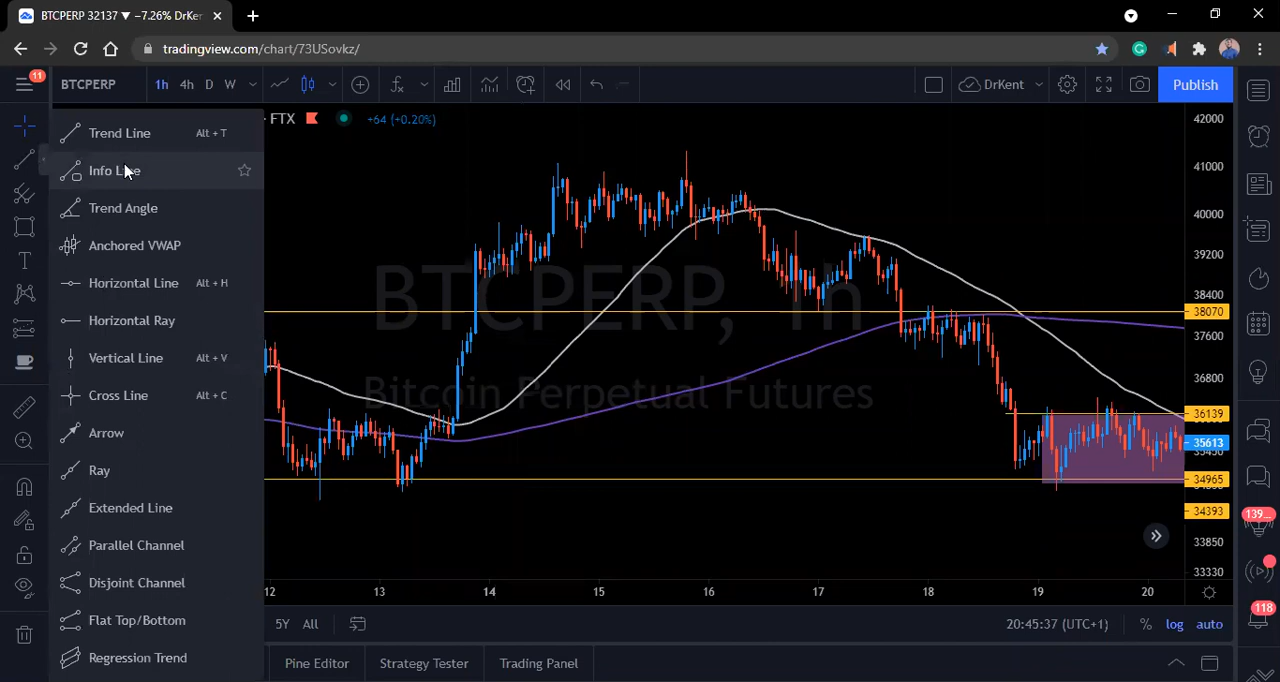 BTCPERP 32137 ▼ −7.26% DrKer
tradingview.com/chart/73USovkz/
11
BTCPERP
1h 4h D W
DrKent
Publish
FTX
+64 (+0.20%)
Trend Line Alt + T
Info Line
Trend Angle
Anchored VWAP
Horizontal Line Alt + H
Horizontal Ray
Vertical Line Alt + V
Cross Line Alt + C
Arrow
Ray
Extended Line
Parallel Channel
Disjoint Channel
Flat Top/Bottom
Regression Trend
BTCPERP, 1h
Bitcoin Perpetual Futures
42000
41000
40000
39200
38400
38070
37600
36800
36139
35613
35450
34965
34393
33850
33330
12 13 14 15 16 17 18 19 20
5Y All
20:45:37 (UTC+1) % log auto
Pine Editor Strategy Tester Trading Panel
139...
118